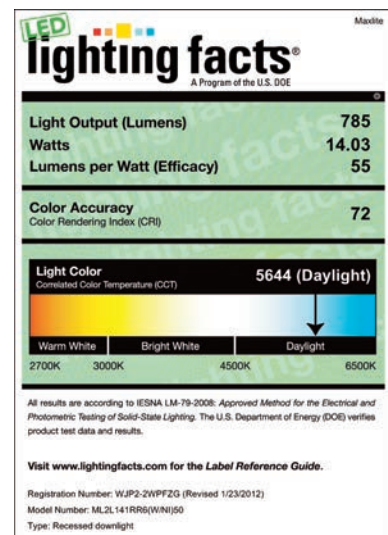 Maxlite
LED
lighting facts®
A Program of the U.S. DOE
Light Output (Lumens) 785
Watts 14.03
Lumens per Watt (Efficacy) 55
Color Accuracy
Color Rendering Index (CRI) 72
Light Color
Correlated Color Temperature (CCT) 5644 (Daylight)
Warm White Bright White Daylight
2700K 3000K 4500K 6500K
All results are according to IESNA LM-79-2008: Approved Method for the Electrical and
Photometric Testing of Solid-State Lighting. The U.S. Department of Energy (DOE) verifies
product test data and results.
Visit www.lightingfacts.com for the Label Reference Guide.
Registration Number: WJP2-2WPFZG (Revised 1/23/2012)
Model Number: ML2L141RR6(W/NI)50
Type: Recessed downlight